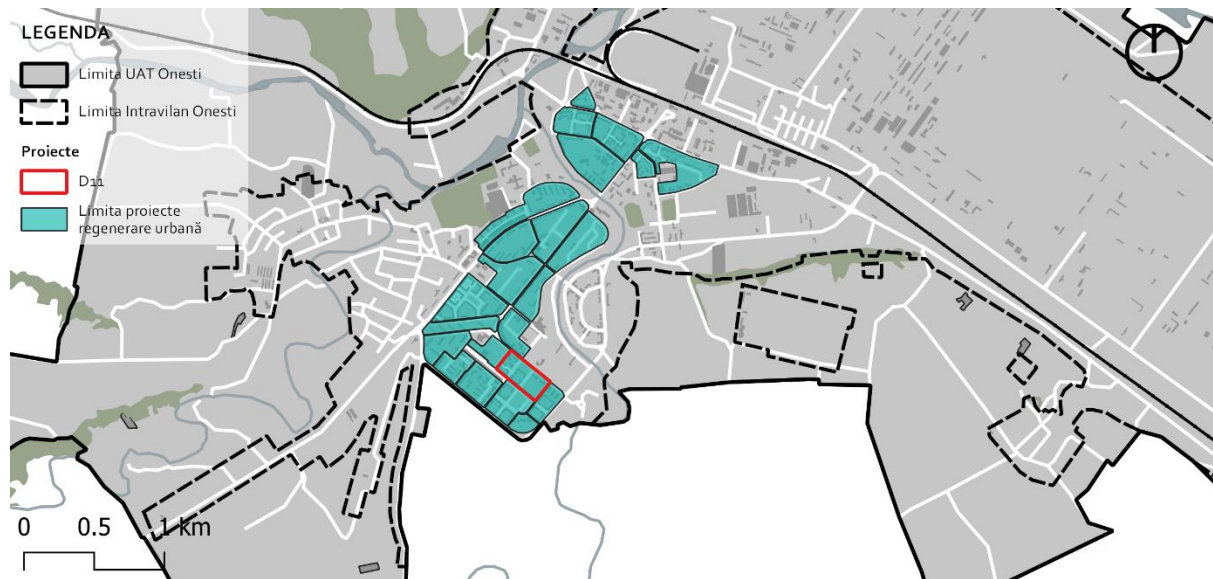 LEGENDA
Limita UAT Onesti
Limita Intravilan Onesti
Proiecte
D11
Limita proiecte
regenerare urbană
0 0.5 1 km